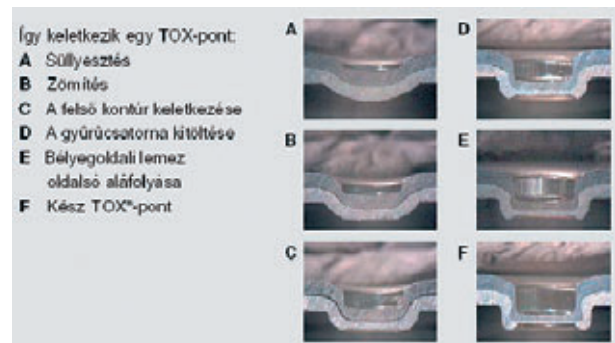 Így keletkezik egy TOX-pont:
A Süllyesztés
B Zömítés
C A felső kontúr keletkezése
D A gyűrűcsatorna kitöltése
E Bélyegoldali lemez
oldalsó aláfolyása
F Kész TOX®-pont
A
B
C
D
E
F